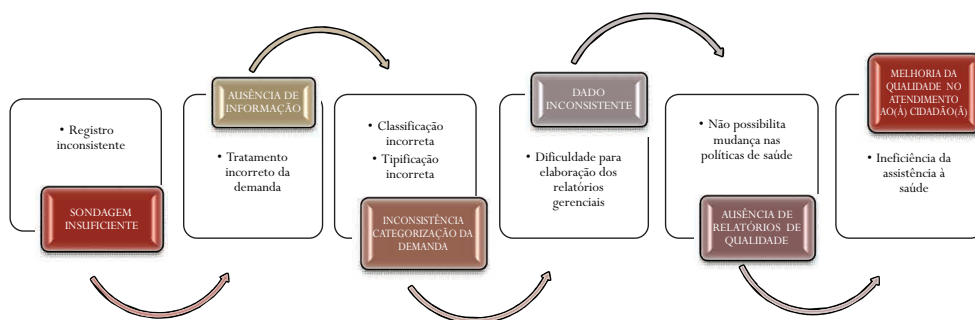 • Registro
inconsistente
SONDAGEM
INSUFICIENTE
AUSÊNCIA DE
INFORMAÇÃO
• Tratamento
incorreto da
demanda
• Classificação
incorreta
• Tipificação
incorreta
INCONSISTÊNCIA
CATEGORIZAÇÃO DA
DEMANDA
DADO
INCONSISTENTE
• Dificuldade para
elaboração dos
relatórios
gerenciais
• Não possibilita
mudança nas
políticas de saúde
AUSÊNCIA DE
RELATÓRIOS DE
QUALIDADE
MELHORIA DA
QUALIDADE NO
ATENDIMENTO
AO(À) CIDADÃO(Ã)
• Ineficiência da
assistência à
saúde